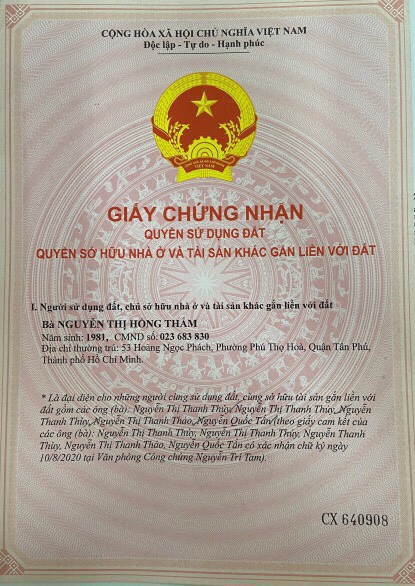 CỘNG HÒA XÃ HỘI CHỦ NGHĨA VIỆT NAM
Độc lập - Tự do - Hạnh phúc
VIỆT NAM
GIẤY CHỨNG NHẬN
QUYỀN SỬ DỤNG ĐẤT
QUYỀN SỞ HỮU NHÀ Ở VÀ TÀI SẢN KHÁC GẮN LIỀN VỚI ĐẤT
I. Người sử dụng đất, chủ sở hữu nhà ở và tài sản khác gắn liền với đất
Bà NGUYỄN THỊ HỒNG THẮM
Năm sinh: 1981, CMND số: 023 683 830
Địa chỉ thường trú: 53 Hoàng Ngọc Phách, Phường Phú Thọ Hoà, Quận Tân Phú,
Thành phố Hồ Chí Minh.
* Là đại diện cho những người cùng sử dụng đất, cùng sở hữu tài sản gắn liền với
đất gồm các ông (bà): Nguyễn Thị Thanh Thủy, Nguyễn Thị Thanh Thúy, Nguyễn
Thanh Thùy, Nguyễn Thị Thanh Thảo, Nguyễn Quốc Tấn (theo giấy cam kết của
các ông (bà): Nguyễn Thị Thanh Thủy, Nguyễn Thị Thanh Thúy, Nguyễn Thanh
Thùy, Nguyễn Thị Thanh Thảo, Nguyễn Quốc Tấn có xác nhận chữ ký ngày
10/8/2020 tại Văn phòng Công chứng Nguyễn Trí Tam).
CX 640908